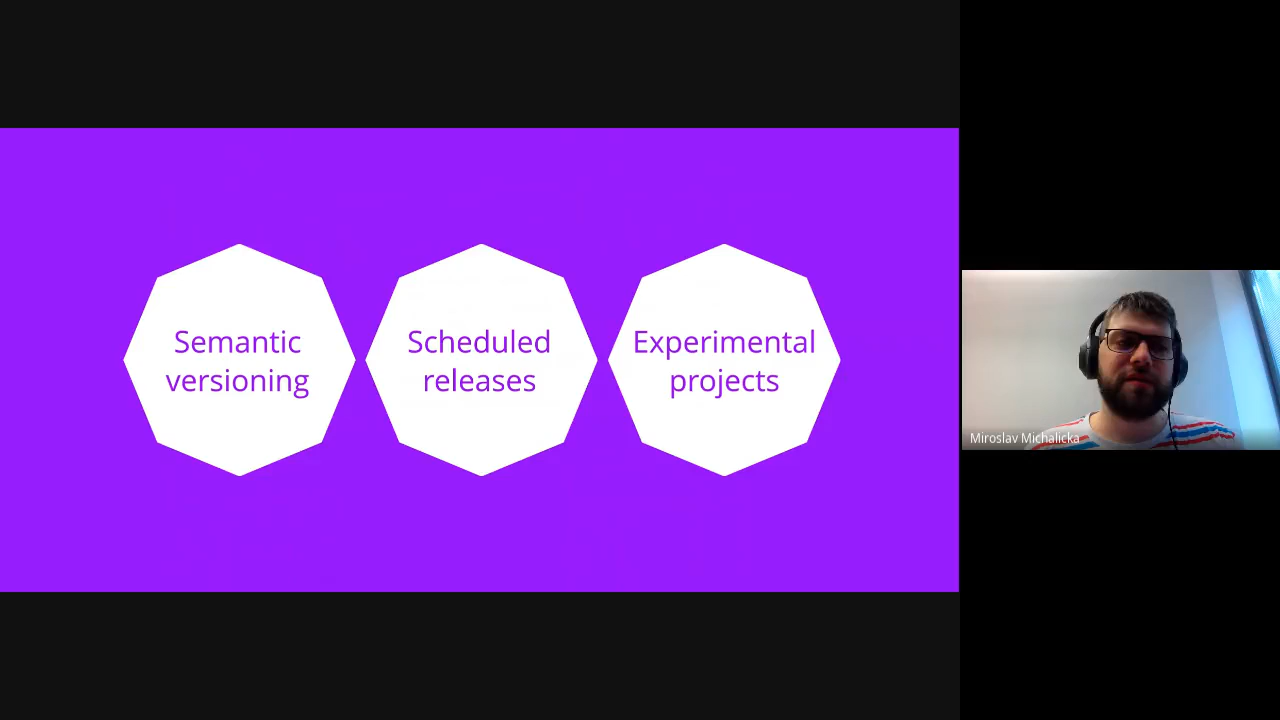 Semantic
versioning
Scheduled
releases
Experimental
projects
Miroslav Michalicka